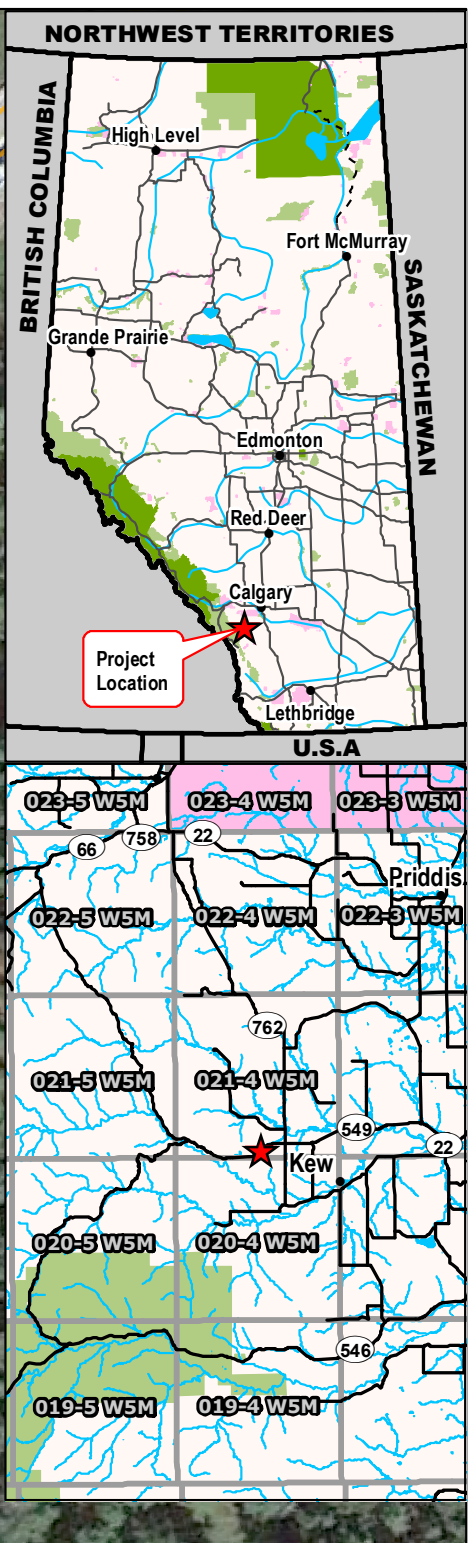 NORTHWEST TERRITORIES
BRITISH COLUMBIA
High Level
Fort McMurray
SASKATCHEWAN
Grande Prairie
Edmonton
Red Deer
Calgary
Project
Location
Lethbridge
U.S.A
023-5 W5M
023-4 W5M
023-3 W5M
66
758
22
Priddis
022-5 W5M
022-4 W5M
022-3 W5M
762
021-5 W5M
021-4 W5M
549
22
Kew
020-5 W5M
020-4 W5M
546
019-5 W5M
019-4 W5M